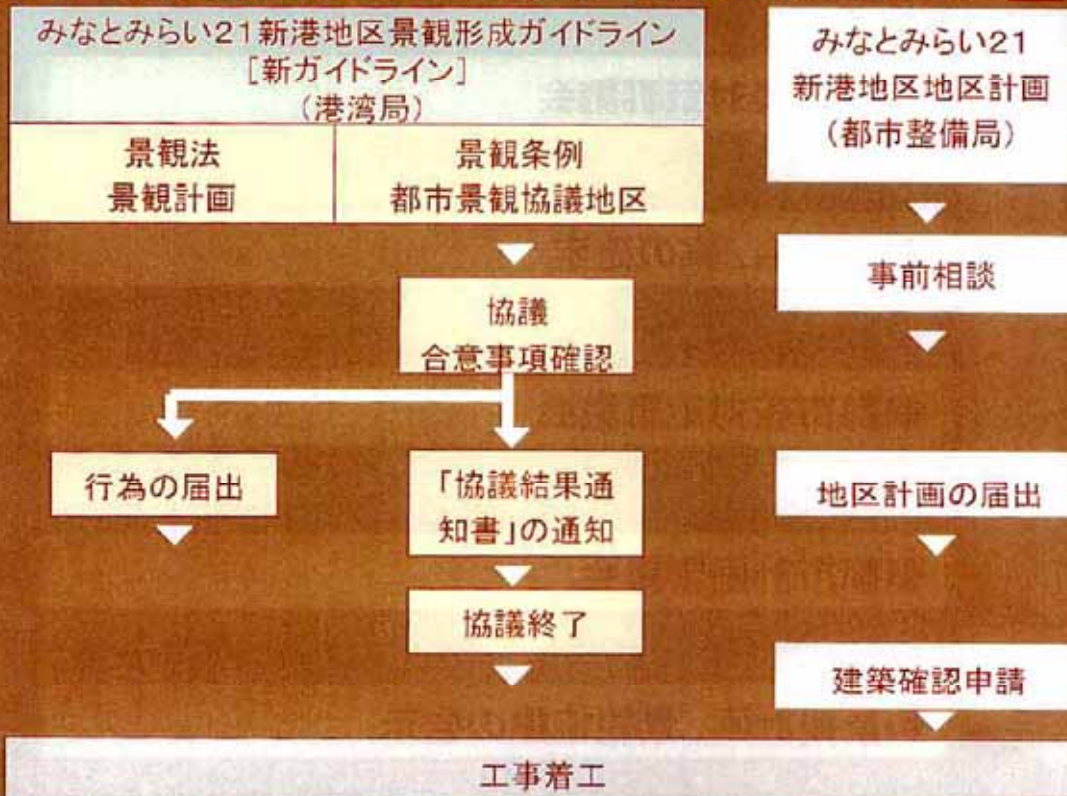 みなとみらい21新港地区景観形成ガイドライン
[新ガイドライン]
(港湾局)
景観法
景観計画
景観条例
都市景観協議地区
協議
合意事項確認
行為の届出
「協議結果通
知書」の通知
協議終了
みなとみらい21
新港地区地区計画
(都市整備局)
事前相談
地区計画の届出
建築確認申請
工事着工